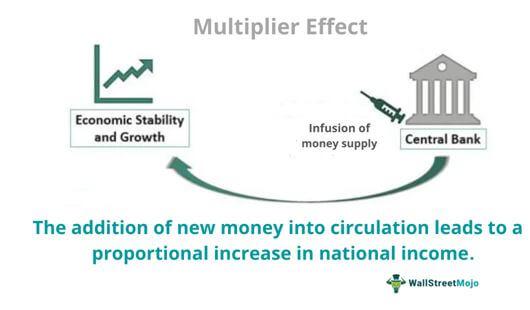 Multiplier Effect
Economic Stability
and Growth
Infusion of
money supply
Central Bank
The addition of new money into circulation leads to a
proportional increase in national income.
WallStreetMojo